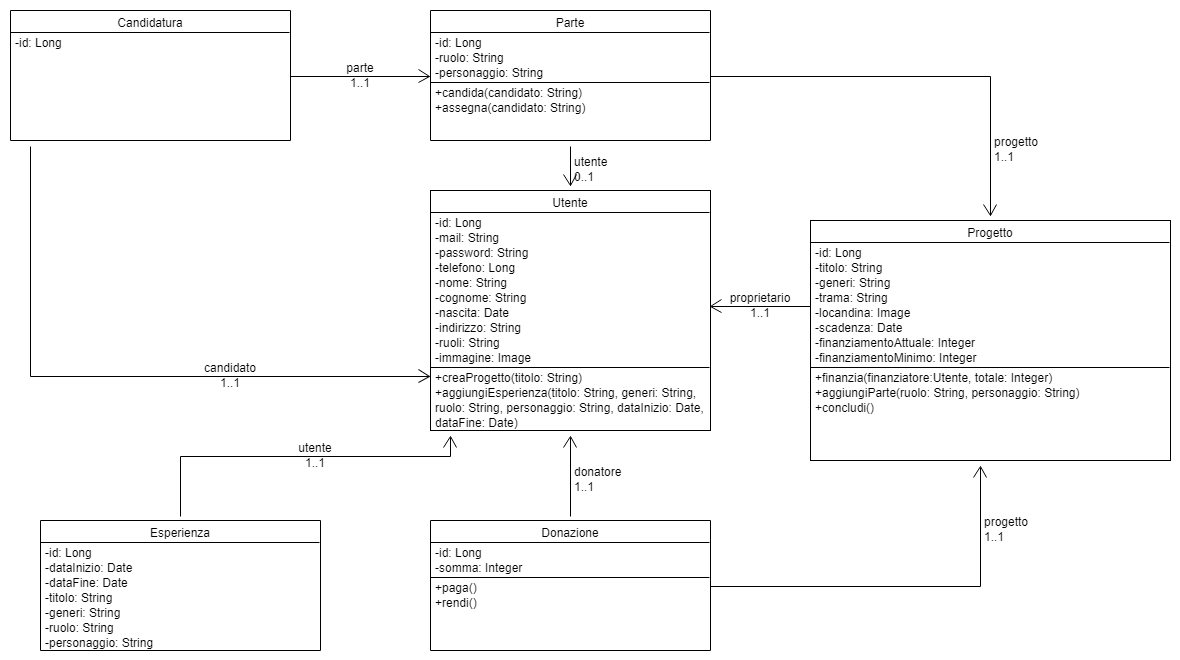 Candidatura
-id: Long
parte
1..1
Parte
-id: Long
-ruolo: String
-personaggio: String
+candida(candidato: String)
+assegna(candidato: String)
progetto
1..1
utente
0..1
Utente
-id: Long
-mail: String
-password: String
-telefono: Long
-nome: String
-cognome: String
-nascita: Date
-indirizzo: String
-ruoli: String
-immagine: Image
+creaProgetto(titolo: String)
+aggiungiEsperienza(titolo: String, generi: String,
ruolo: String, personaggio: String, dataInizio: Date,
dataFine: Date)
proprietario
1..1
Progetto
-id: Long
-titolo: String
-generi: String
-trama: String
-locandina: Image
-scadenza: Date
-finanziamentoAttuale: Integer
-finanziamentoMinimo: Integer
+finanzia(finanziatore:Utente, totale: Integer)
+aggiungiParte(ruolo: String, personaggio: String)
+concludi()
candidato
1..1
utente
1..1
donatore
1..1
progetto
1..1
Esperienza
-id: Long
-dataInizio: Date
-dataFine: Date
-titolo: String
-generi: String
-ruolo: String
-personaggio: String
Donazione
-id: Long
-somma: Integer
+paga()
+rendi()